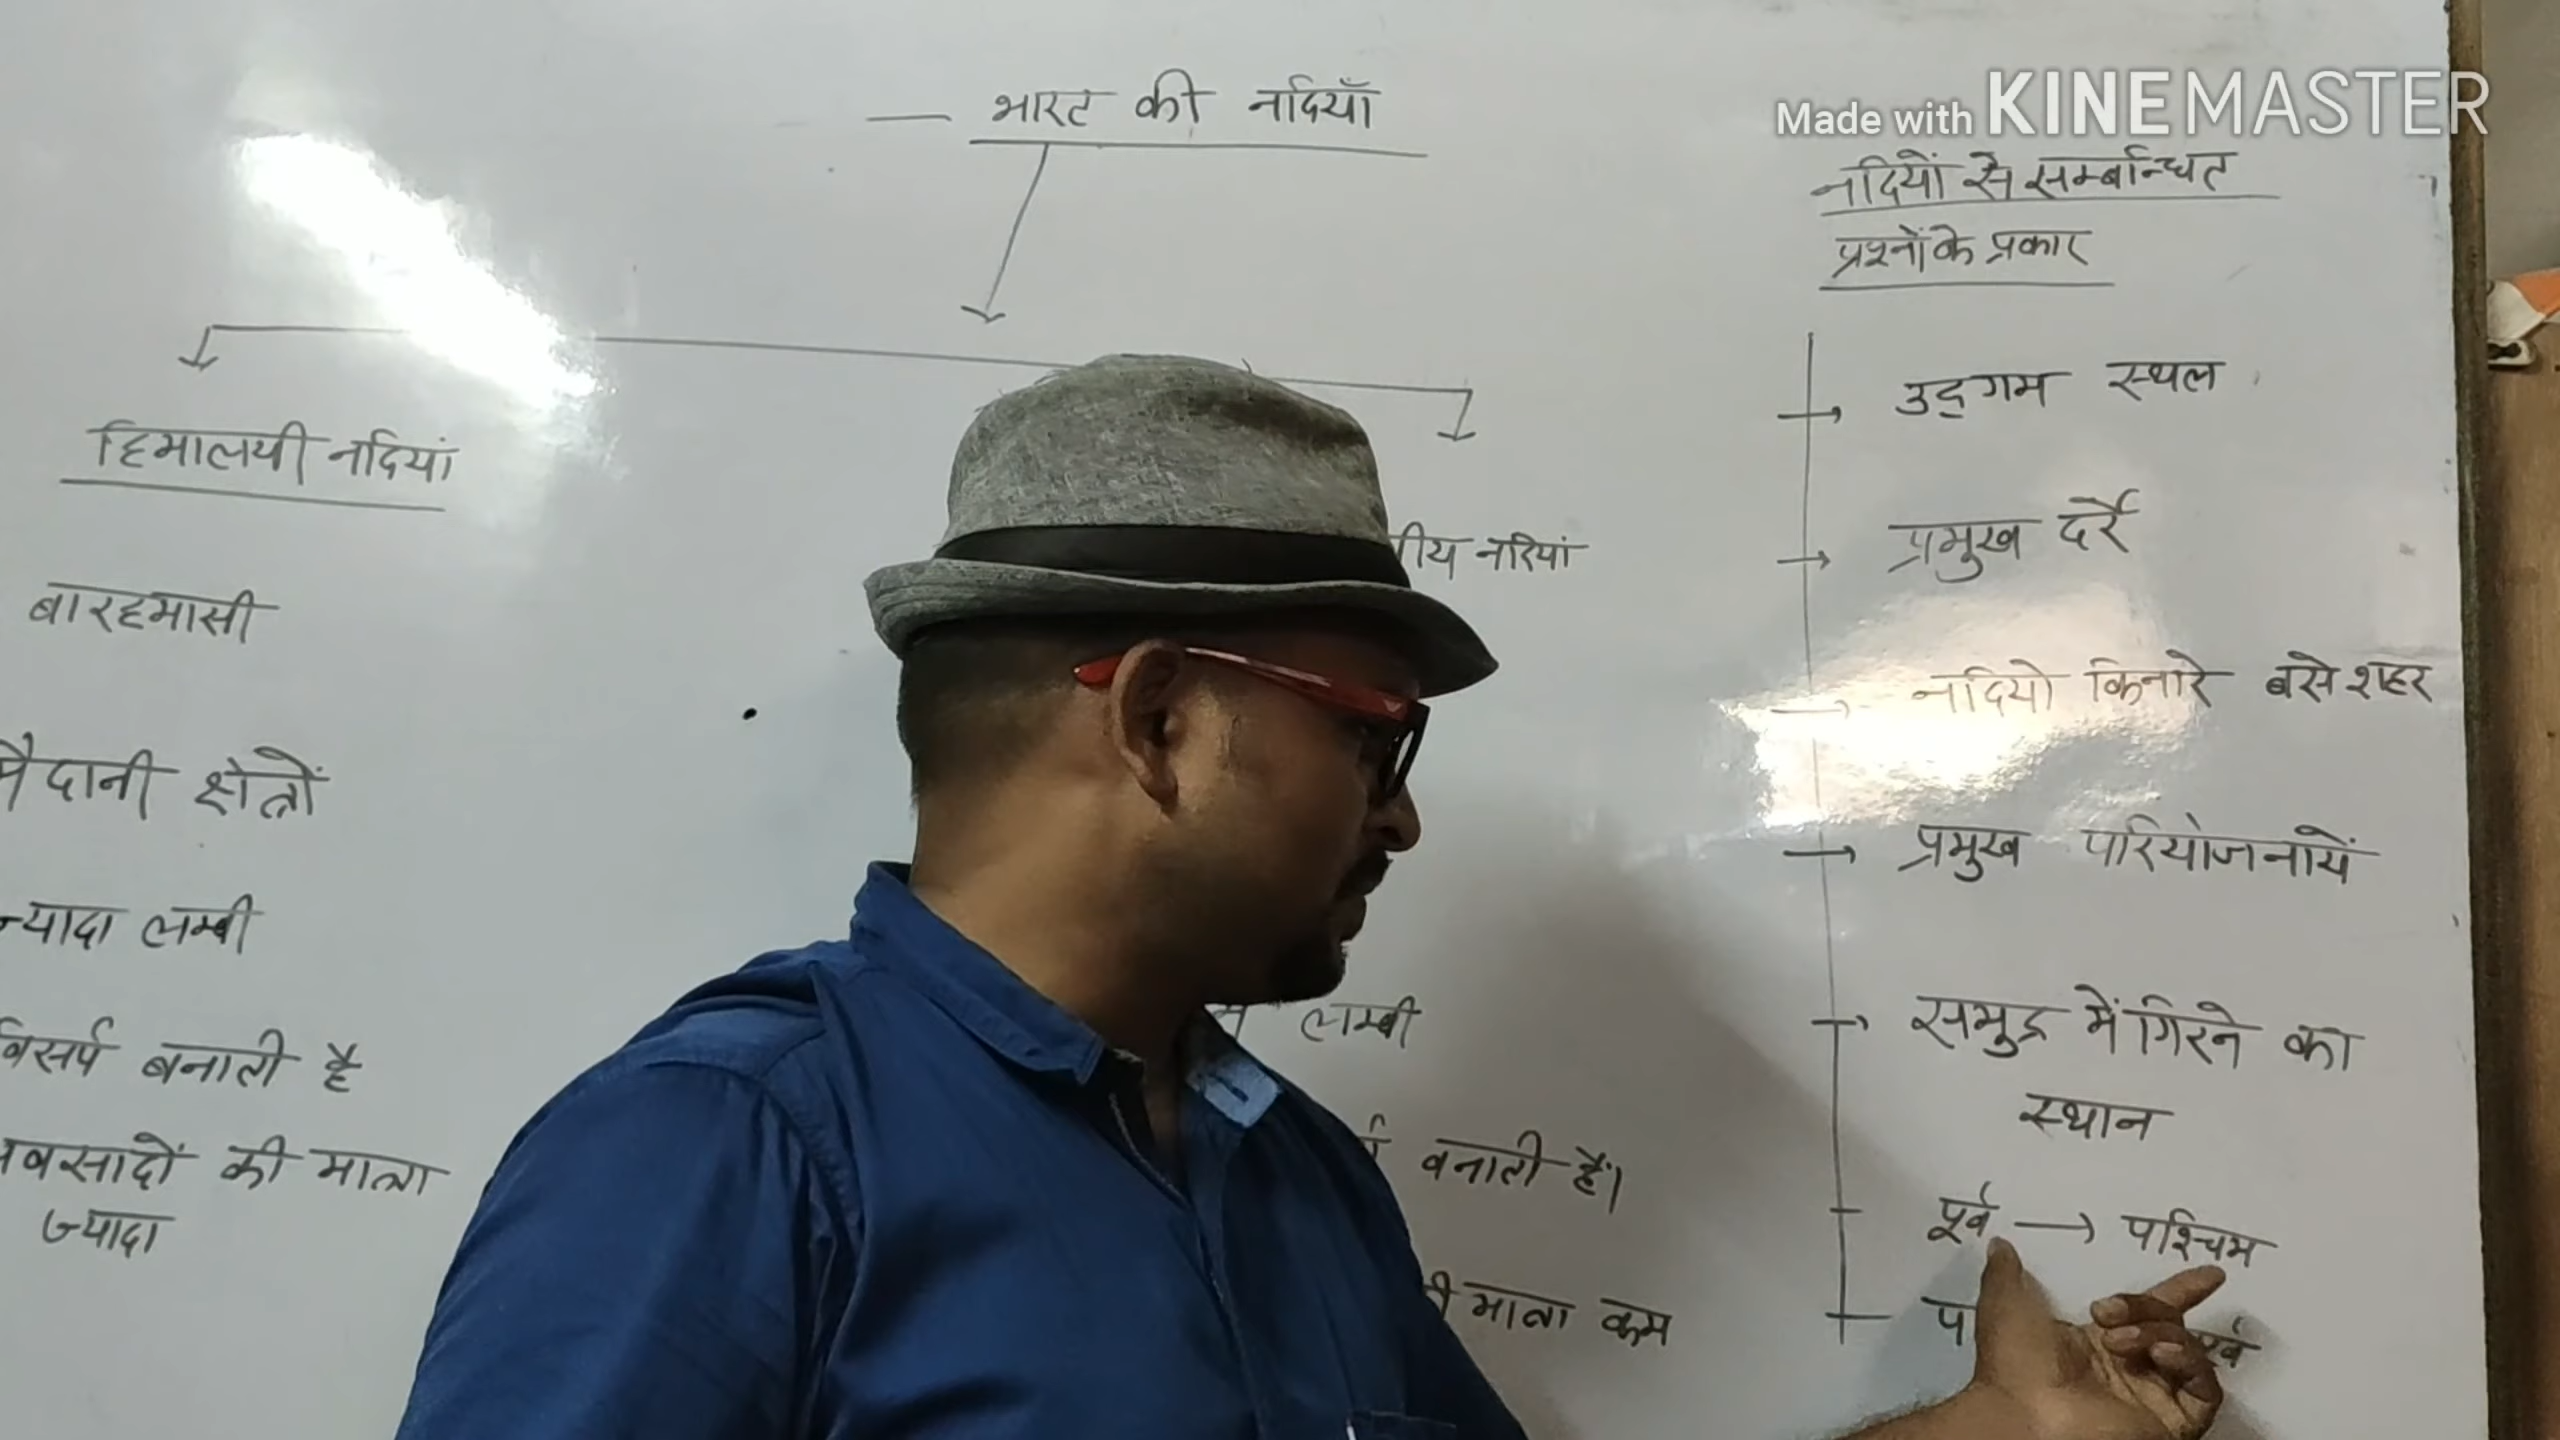 Made with KINEMASTER
भारत की नदियाँ
हिमालयी नदियां
बारहमासी
मैदानी क्षेत्रों
ज्यादा लम्बी
विसर्प बनाती है
अवसादों की मात्रा
ज्यादा
नदियां
लम्बी
बनाती हैं।
मात्रा कम
नदियों से सम्बन्धित
प्रश्नों के प्रकार
उद्गम स्थल
प्रमुख दर्रे
नदियो किनारे बसे शहर
प्रमुख परियोजनायें
समुद्र में गिरने का
स्थान
पूर्व → पश्चिम